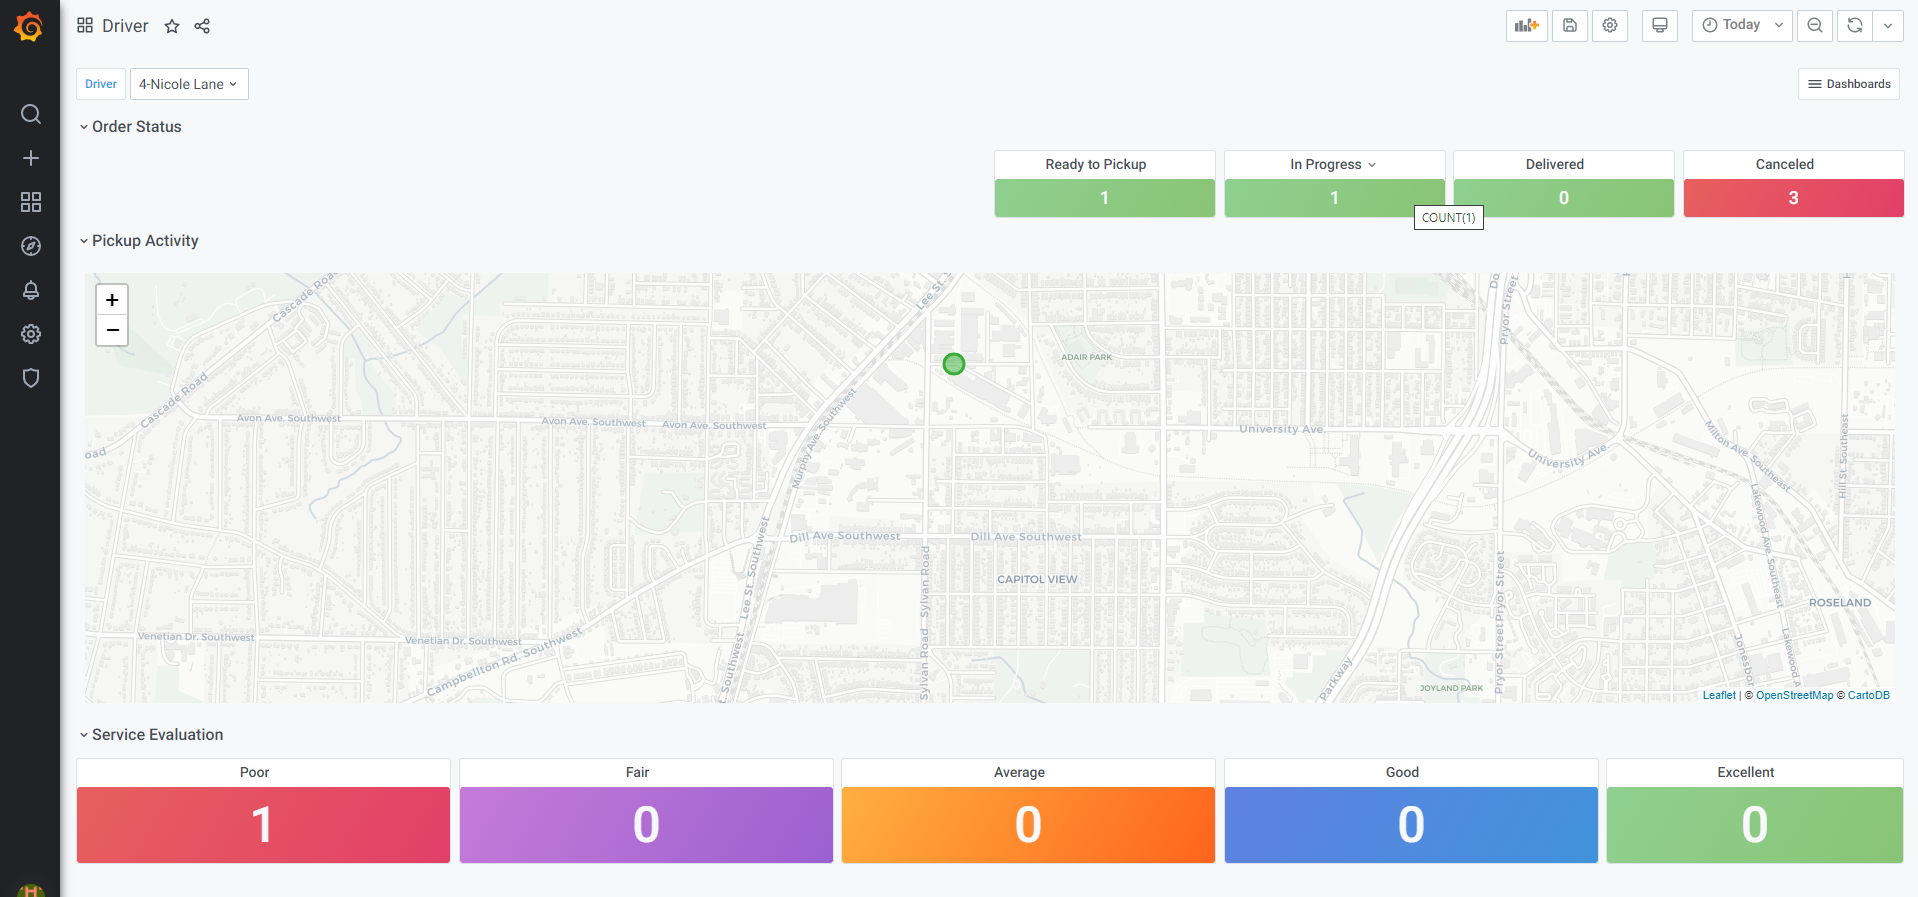 Driver
Today
Driver
4-Nicole Lane
Dashboards
Order Status
Ready to Pickup
In Progress
Delivered
Canceled
1
1
0
3
COUNT(1)
Pickup Activity
+
−
Cascade Road
Lee St.
Pryor Street
ADAIR PARK
Cascade Road
Avon Ave. Southwest
Avon Ave. Southwest
Avon Ave. Southwest
Murphy Ave. Southwest
University Ave.
University Ave.
Milton Ave. Southeast
Hill St. Southeast
oad
Lakewood Ave. Southeast
Dill Ave Southwest
Dill Ave Southwest
Lee St. Southwest
Sylvan Road
CAPITOL VIEW
Pryor Street
ROSELAND
Venetian Dr. Southwest
Venetian Dr. Southwest
Campbellton Rd. Southwest
Southwest
Sylvan Road
Pryor Street
Parkway
JOYLAND PARK
Jonesbor
Lakewood A
Leaflet | © OpenStreetMap © CartoDB
Service Evaluation
Poor
Fair
Average
Good
Excellent
1
0
0
0
0
H